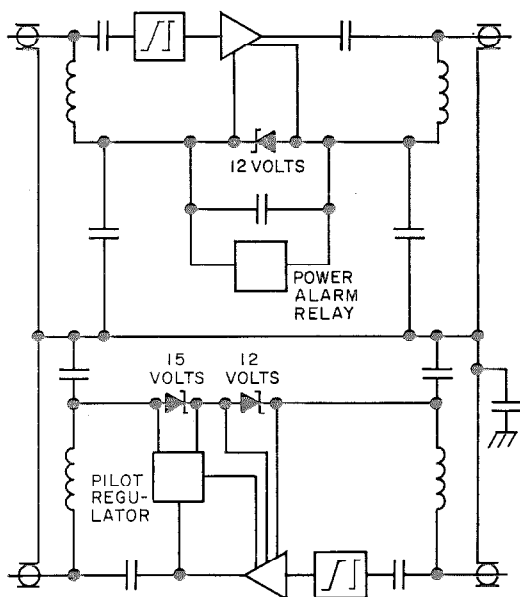 12 VOLTS
POWER
ALARM
RELAY
15
VOLTS
12
VOLTS
PILOT
REGU-
LATOR